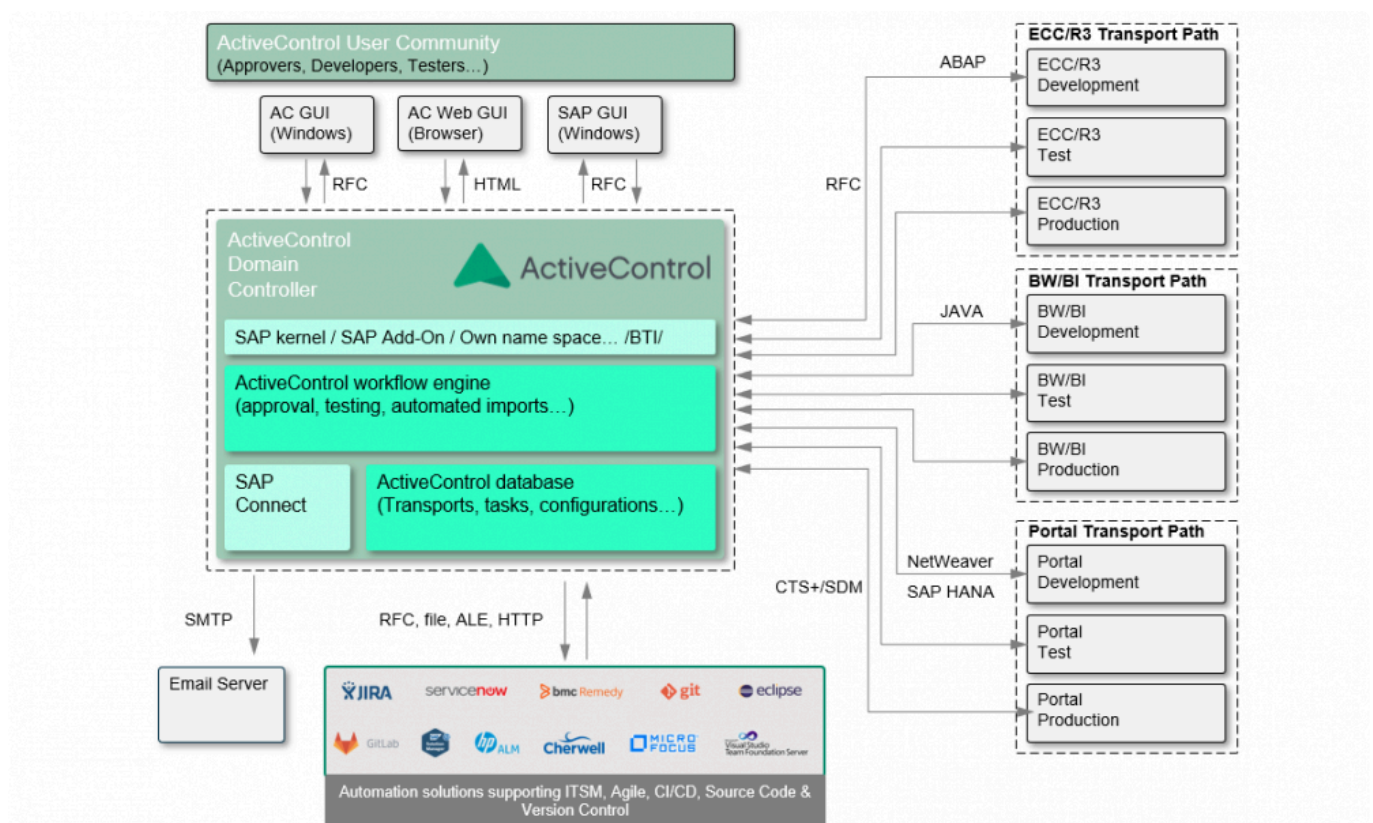 ActiveControl User Community
(Approvers, Developers, Testers...)
AC GUI
(Windows)
AC Web GUI
(Browser)
SAP GUI
(Windows)
RFC
HTML
RFC
ActiveControl
Domain
Controller
ActiveControl
SAP kernel / SAP Add-On / Own name space... /BTI/
ActiveControl workflow engine
(approval, testing, automated imports...)
SAP
Connect
ActiveControl database
(Transports, tasks, configurations...)
SMTP
RFC, file, ALE, HTTP
Email Server
JIRA
servicenow
bmc Remedy
git
eclipse
GitLab
hp ALM
Cherwell
MICRO
FOCUS
Visual Studio
Team Foundation Server
Automation solutions supporting ITSM, Agile, CI/CD, Source Code &
Version Control
ABAP
RFC
JAVA
NetWeaver
SAP HANA
CTS+/SDM
ECC/R3 Transport Path
ECC/R3
Development
ECC/R3
Test
ECC/R3
Production
BW/BI Transport Path
BW/BI
Development
BW/BI
Test
BW/BI
Production
Portal Transport Path
Portal
Development
Portal
Test
Portal
Production